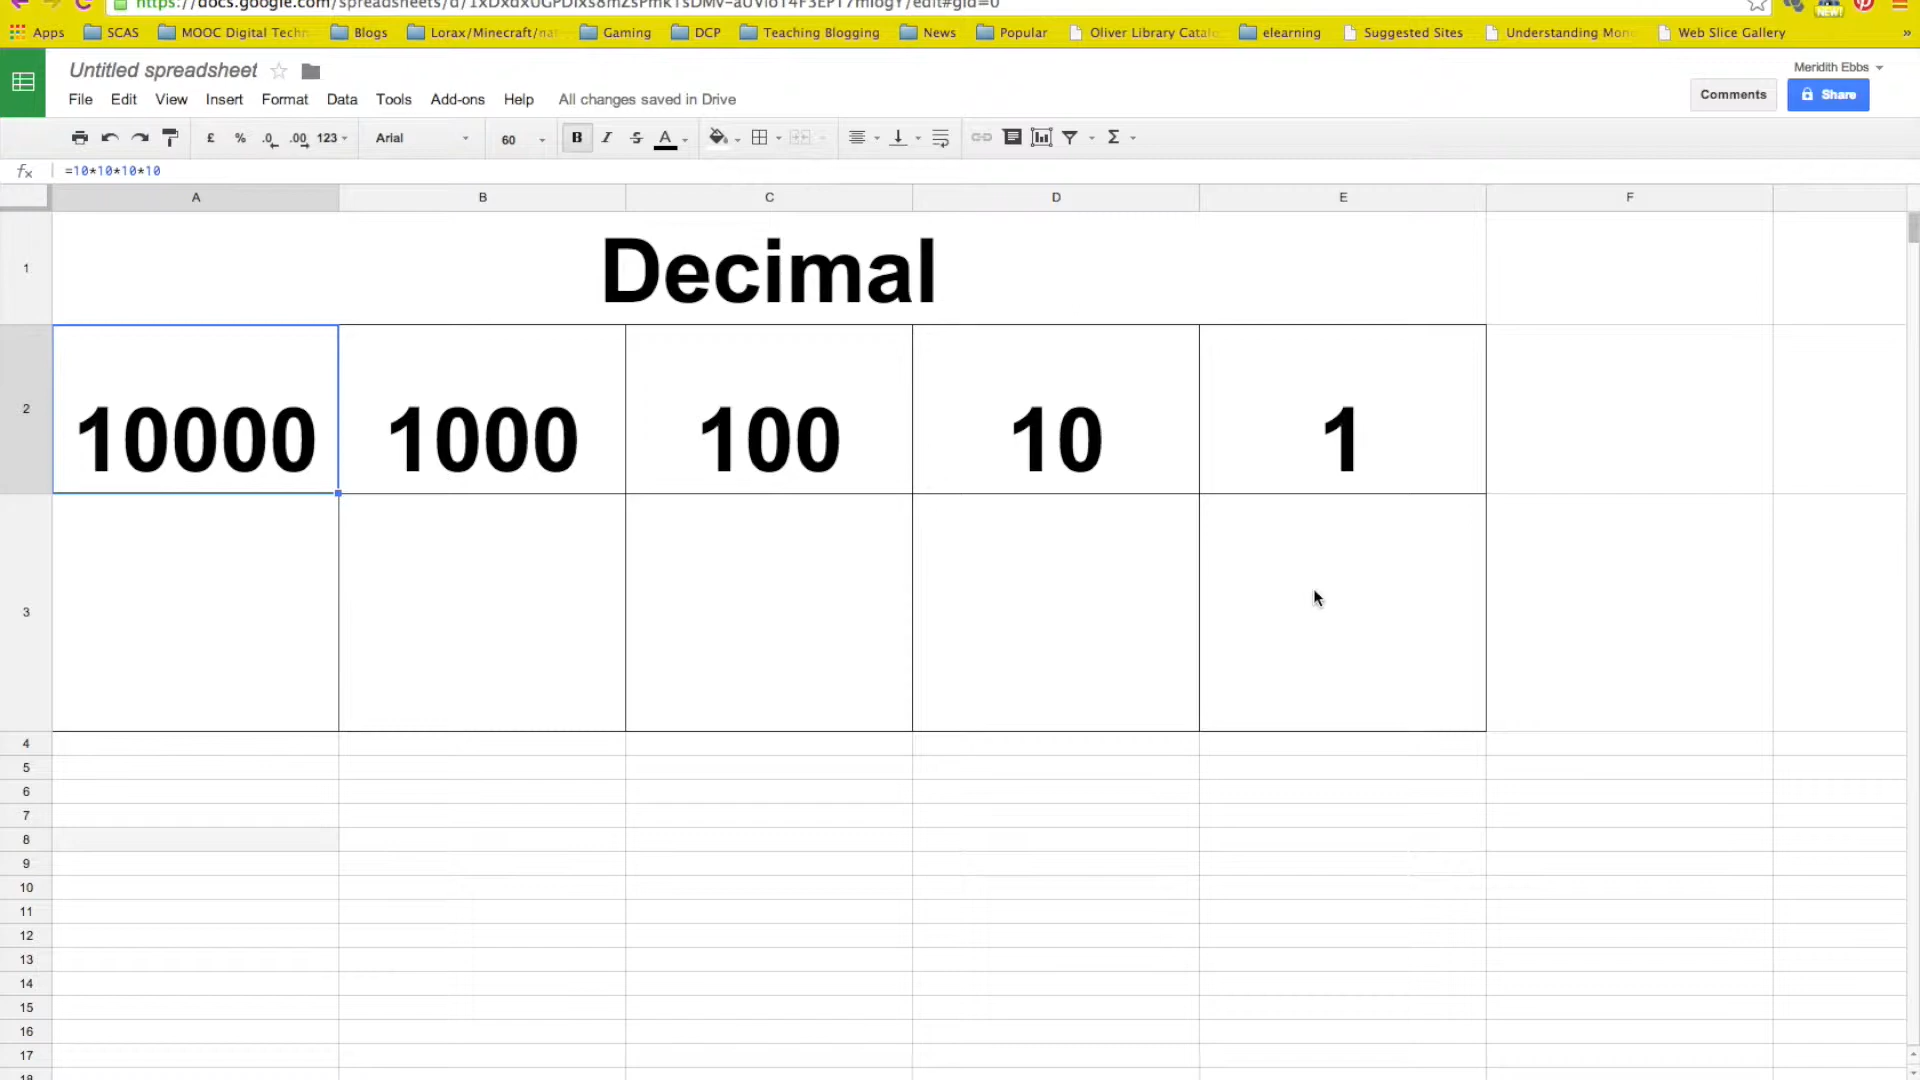 Apps SCAS MOOC Digital Techn Blogs Lorax/Minecraft/na Gaming DCP Teaching Blogging News Popular Oliver Library Catalo elearning Suggested Sites Understanding Mon Web Slice Gallery »
Untitled spreadsheet
Meridith Ebbs
File Edit View Insert Format Data Tools Add-ons Help All changes saved in Drive
Comments Share
£ % .0 .00 123 Arial 60 B I S A Σ
fx =10*10*10*10
A B C D E F
1 Decimal
2 10000 1000 100 10 1
3
4
5
6
7
8
9
10
11
12
13
14
15
16
17
18